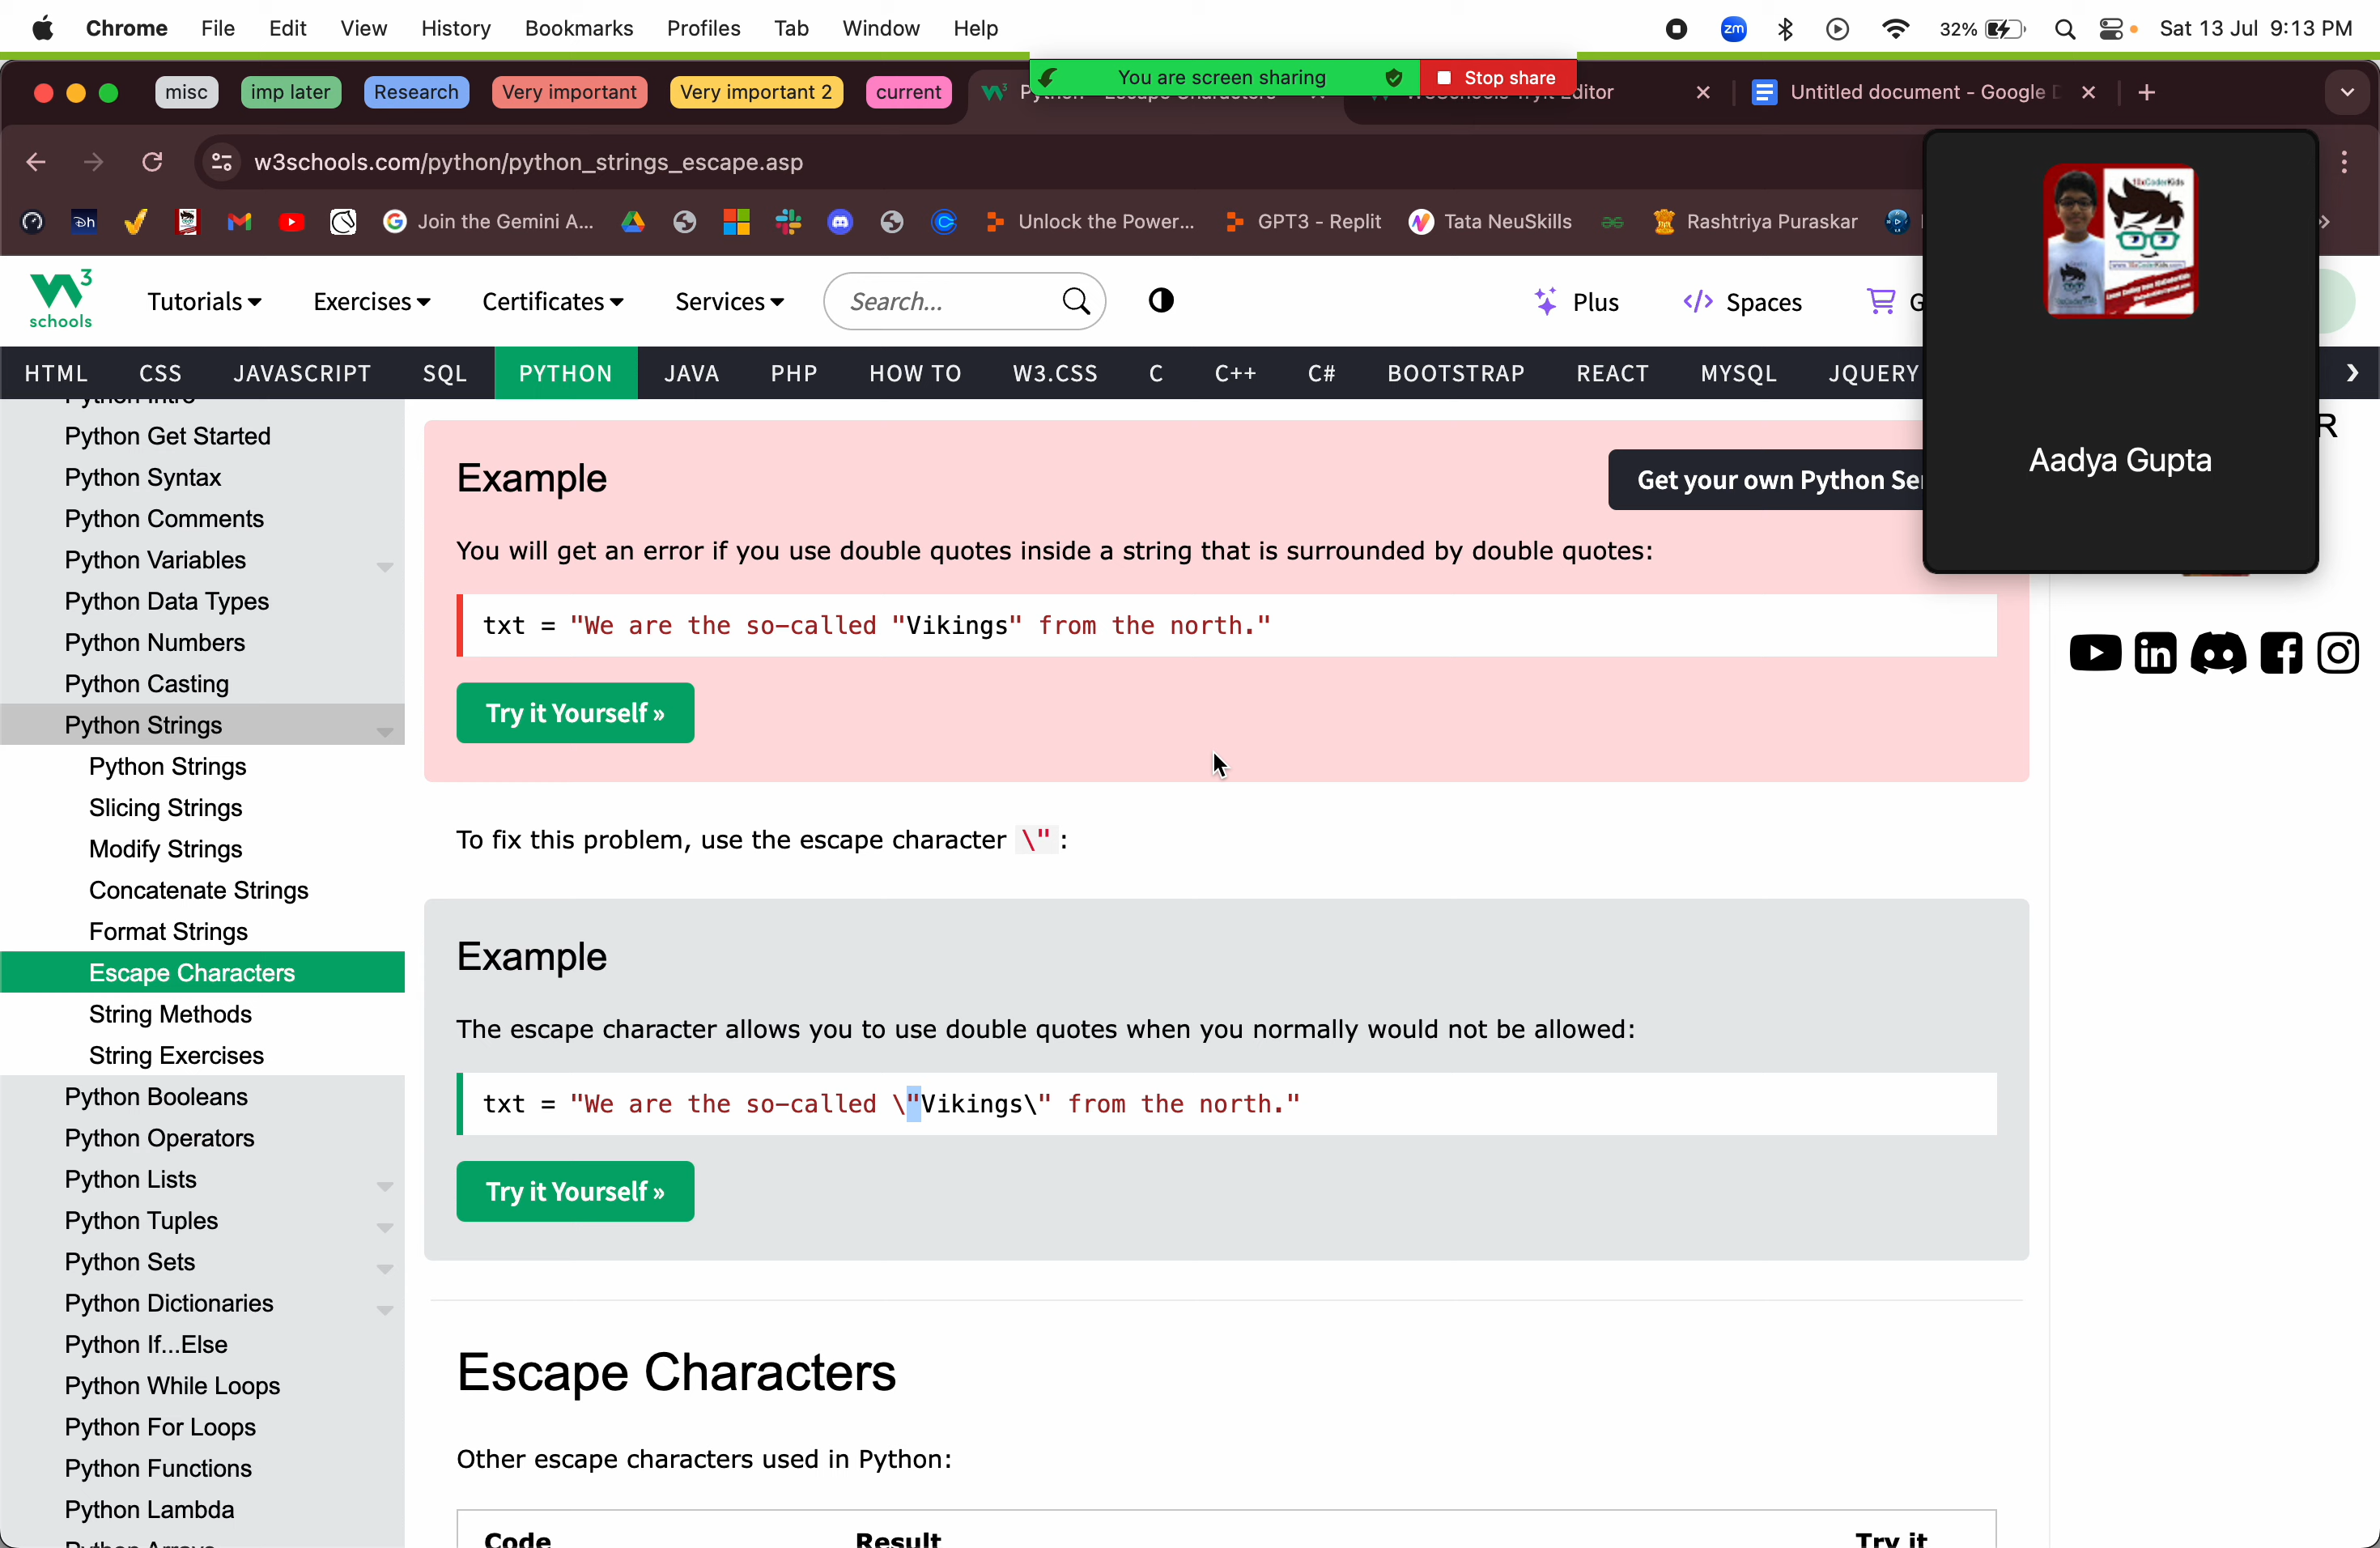 Chrome File Edit View History Bookmarks Profiles Tab Window Help
zm 32% Sat 13 Jul 9:13 PM
You are screen sharing Stop share
misc imp later Research Very important Very important 2 current
Untitled document - Google
w3schools.com/python/python_strings_escape.asp
Dh Join the Gemini A... Unlock the Power... GPT3 - Replit Tata NeuSkills Rashtriya Puraskar
schools
Tutorials Exercises Certificates Services Search... Plus Spaces
HTML CSS JAVASCRIPT SQL PYTHON JAVA PHP HOW TO W3.CSS C C++ C# BOOTSTRAP REACT MYSQL JQUERY
Aadya Gupta
Python Get Started
Python Syntax
Python Comments
Python Variables
Python Data Types
Python Numbers
Python Casting
Python Strings
Python Strings
Slicing Strings
Modify Strings
Concatenate Strings
Format Strings
Escape Characters
String Methods
String Exercises
Python Booleans
Python Operators
Python Lists
Python Tuples
Python Sets
Python Dictionaries
Python If...Else
Python While Loops
Python For Loops
Python Functions
Python Lambda
Example
Get your own Python
You will get an error if you use double quotes inside a string that is surrounded by double quotes:
txt = "We are the so-called "Vikings" from the north."
Try it Yourself »
To fix this problem, use the escape character \":
Example
The escape character allows you to use double quotes when you normally would not be allowed:
txt = "We are the so-called \"Vikings\" from the north."
Try it Yourself »
Escape Characters
Other escape characters used in Python:
Code Result Try it